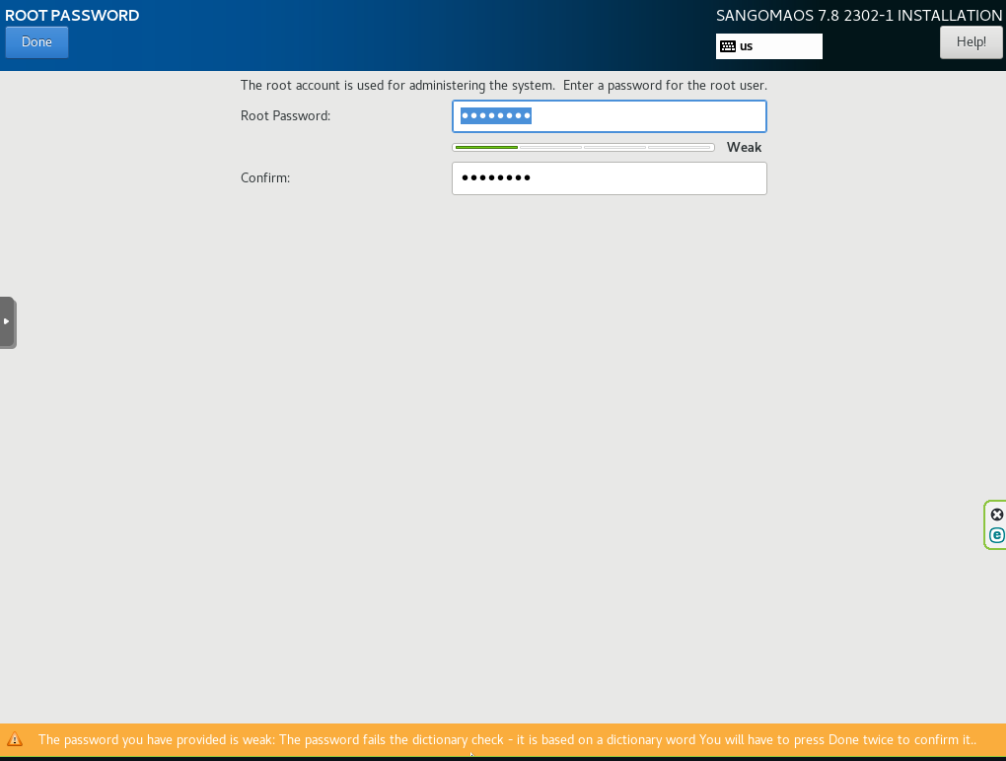 ROOT PASSWORD
SANGOMAOS 7.8 2302-1 INSTALLATION
Done
us
Help!
The root account is used for administering the system.  Enter a password for the root user.
Root Password:
••••••••
Weak
Confirm:
••••••••
e
The password you have provided is weak: The password fails the dictionary check - it is based on a dictionary word You will have to press Done twice to confirm it..